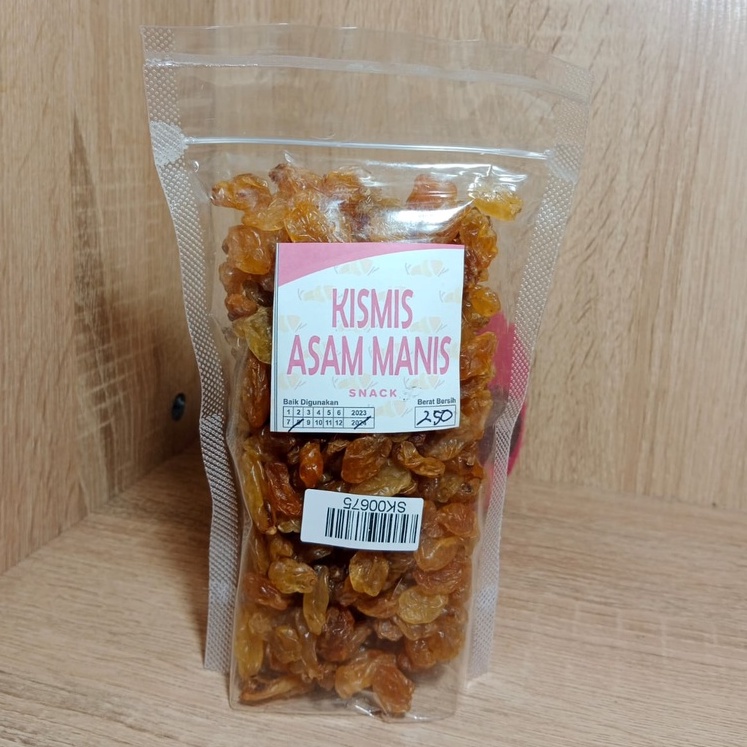 KISMIS
ASAM MANIS
SNACK
Baik Digunakan
1 2 3 4 5 6 2023
7 8 9 10 11 12 2024
Berat Bersih
250
SK00675